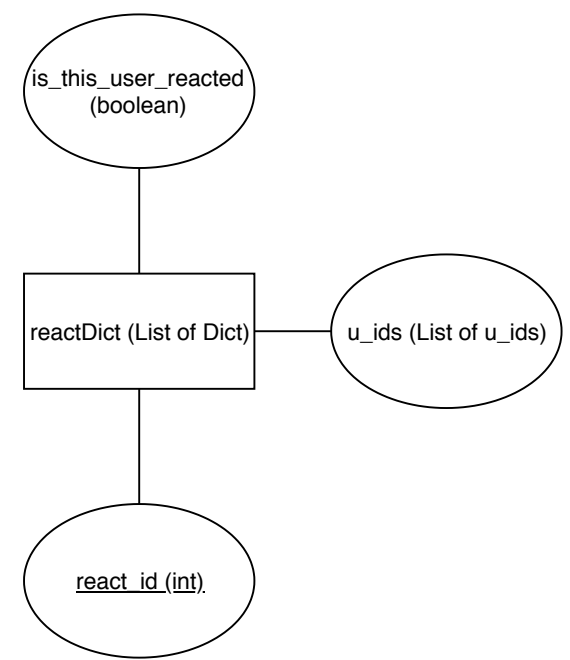 is_this_user_reacted
(boolean)
reactDict (List of Dict)
u_ids (List of u_ids)
react_id (int)